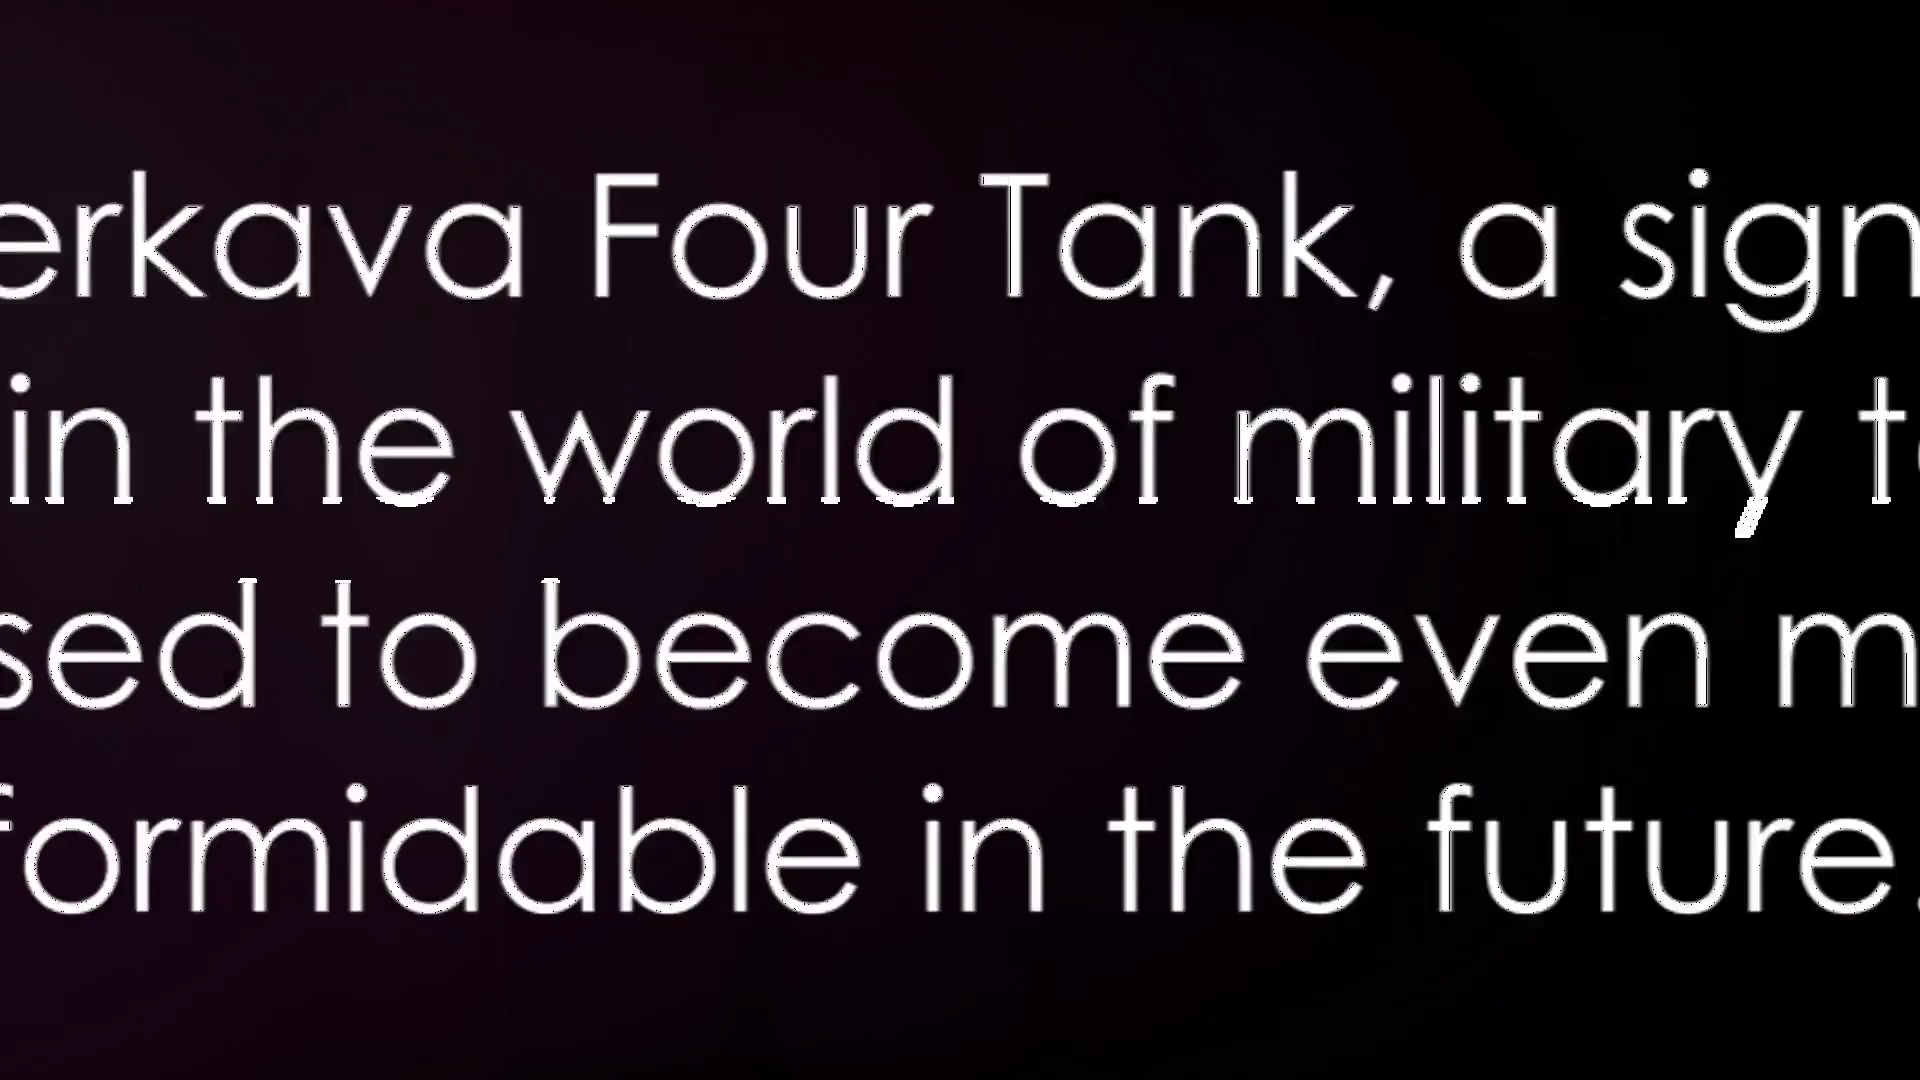 erkava Four Tank, a sign
in the world of military t
sed to become even m
formidable in the future.